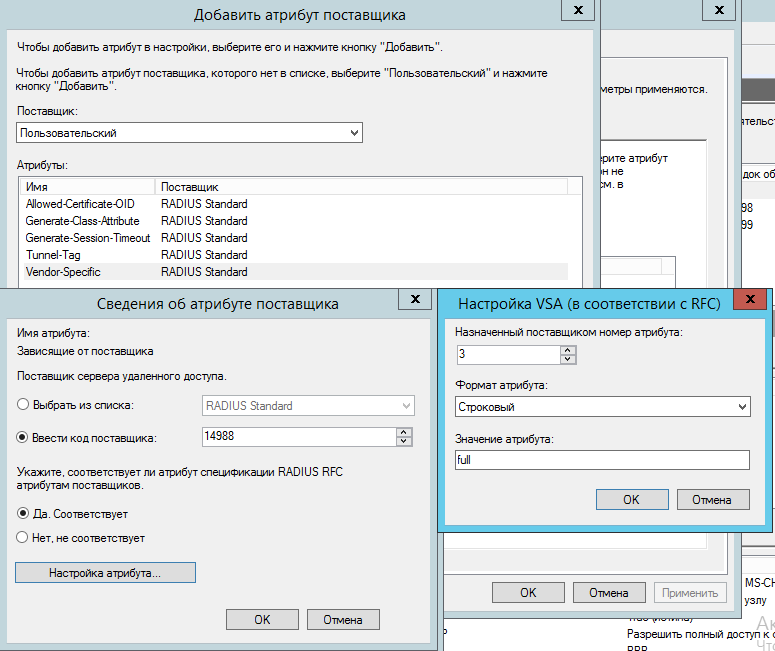 Добавить атрибут поставщика
Чтобы добавить атрибут в настройки, выберите его и нажмите кнопку "Добавить".
Чтобы добавить атрибут поставщика, которого нет в списке, выберите "Пользовательский" и нажмите
кнопку "Добавить".
Поставщик:
Пользовательский
Атрибуты:
Имя Поставщик
Allowed-Certificate-OID RADIUS Standard
Generate-Class-Attribute RADIUS Standard
Generate-Session-Timeout RADIUS Standard
Tunnel-Tag RADIUS Standard
Vendor-Specific RADIUS Standard
применяются.
атрибут
не
см. в
98
99
Сведения об атрибуте поставщика
Имя атрибута:
Зависящие от поставщика
Поставщик сервера удаленного доступа.
Выбрать из списка:
RADIUS Standard
Ввести код поставщика:
14988
Укажите, соответствует ли атрибут спецификации RADIUS RFC
атрибутам поставщиков.
Да. Соответствует
Нет, не соответствует
Настройка атрибута...
OK
Отмена
Настройка VSA (в соответствии с RFC)
Назначенный поставщиком номер атрибута:
3
Формат атрибута:
Строковый
Значение атрибута:
full
OK
Отмена
OK
Отмена
Применить
MS-CH
узлу
Разрешить полный доступ к